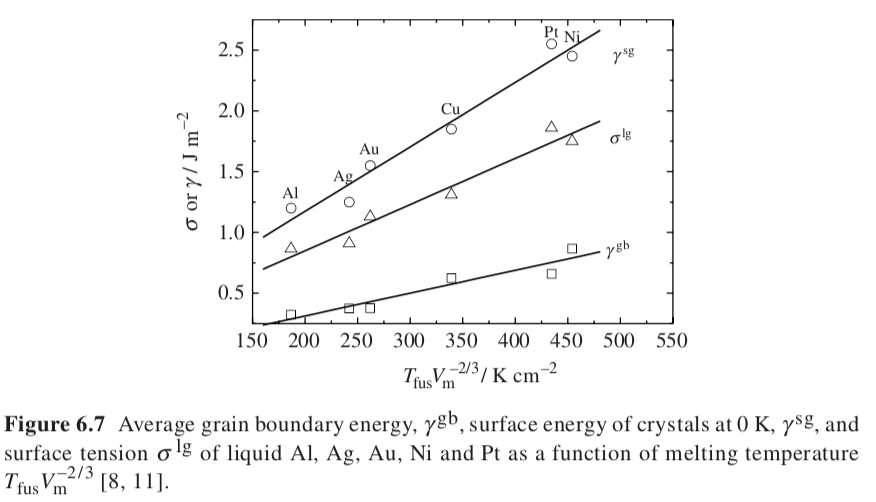 Pt Ni
2.5
γˢᵍ
2.0
Cu
σˡᵍ
Au
1.5
Ag
Al
σ or γ / J m⁻²
1.0
γᵍᵇ
0.5
150 200 250 300 350 400 450 500 550
T_fus V_m^−2/3 / K cm⁻²
Figure 6.7 Average grain boundary energy, γᵍᵇ, surface energy of crystals at 0 K, γˢᵍ, and
surface tension σˡᵍ of liquid Al, Ag, Au, Ni and Pt as a function of melting temperature
T_fus V_m^−2/3 [8, 11].